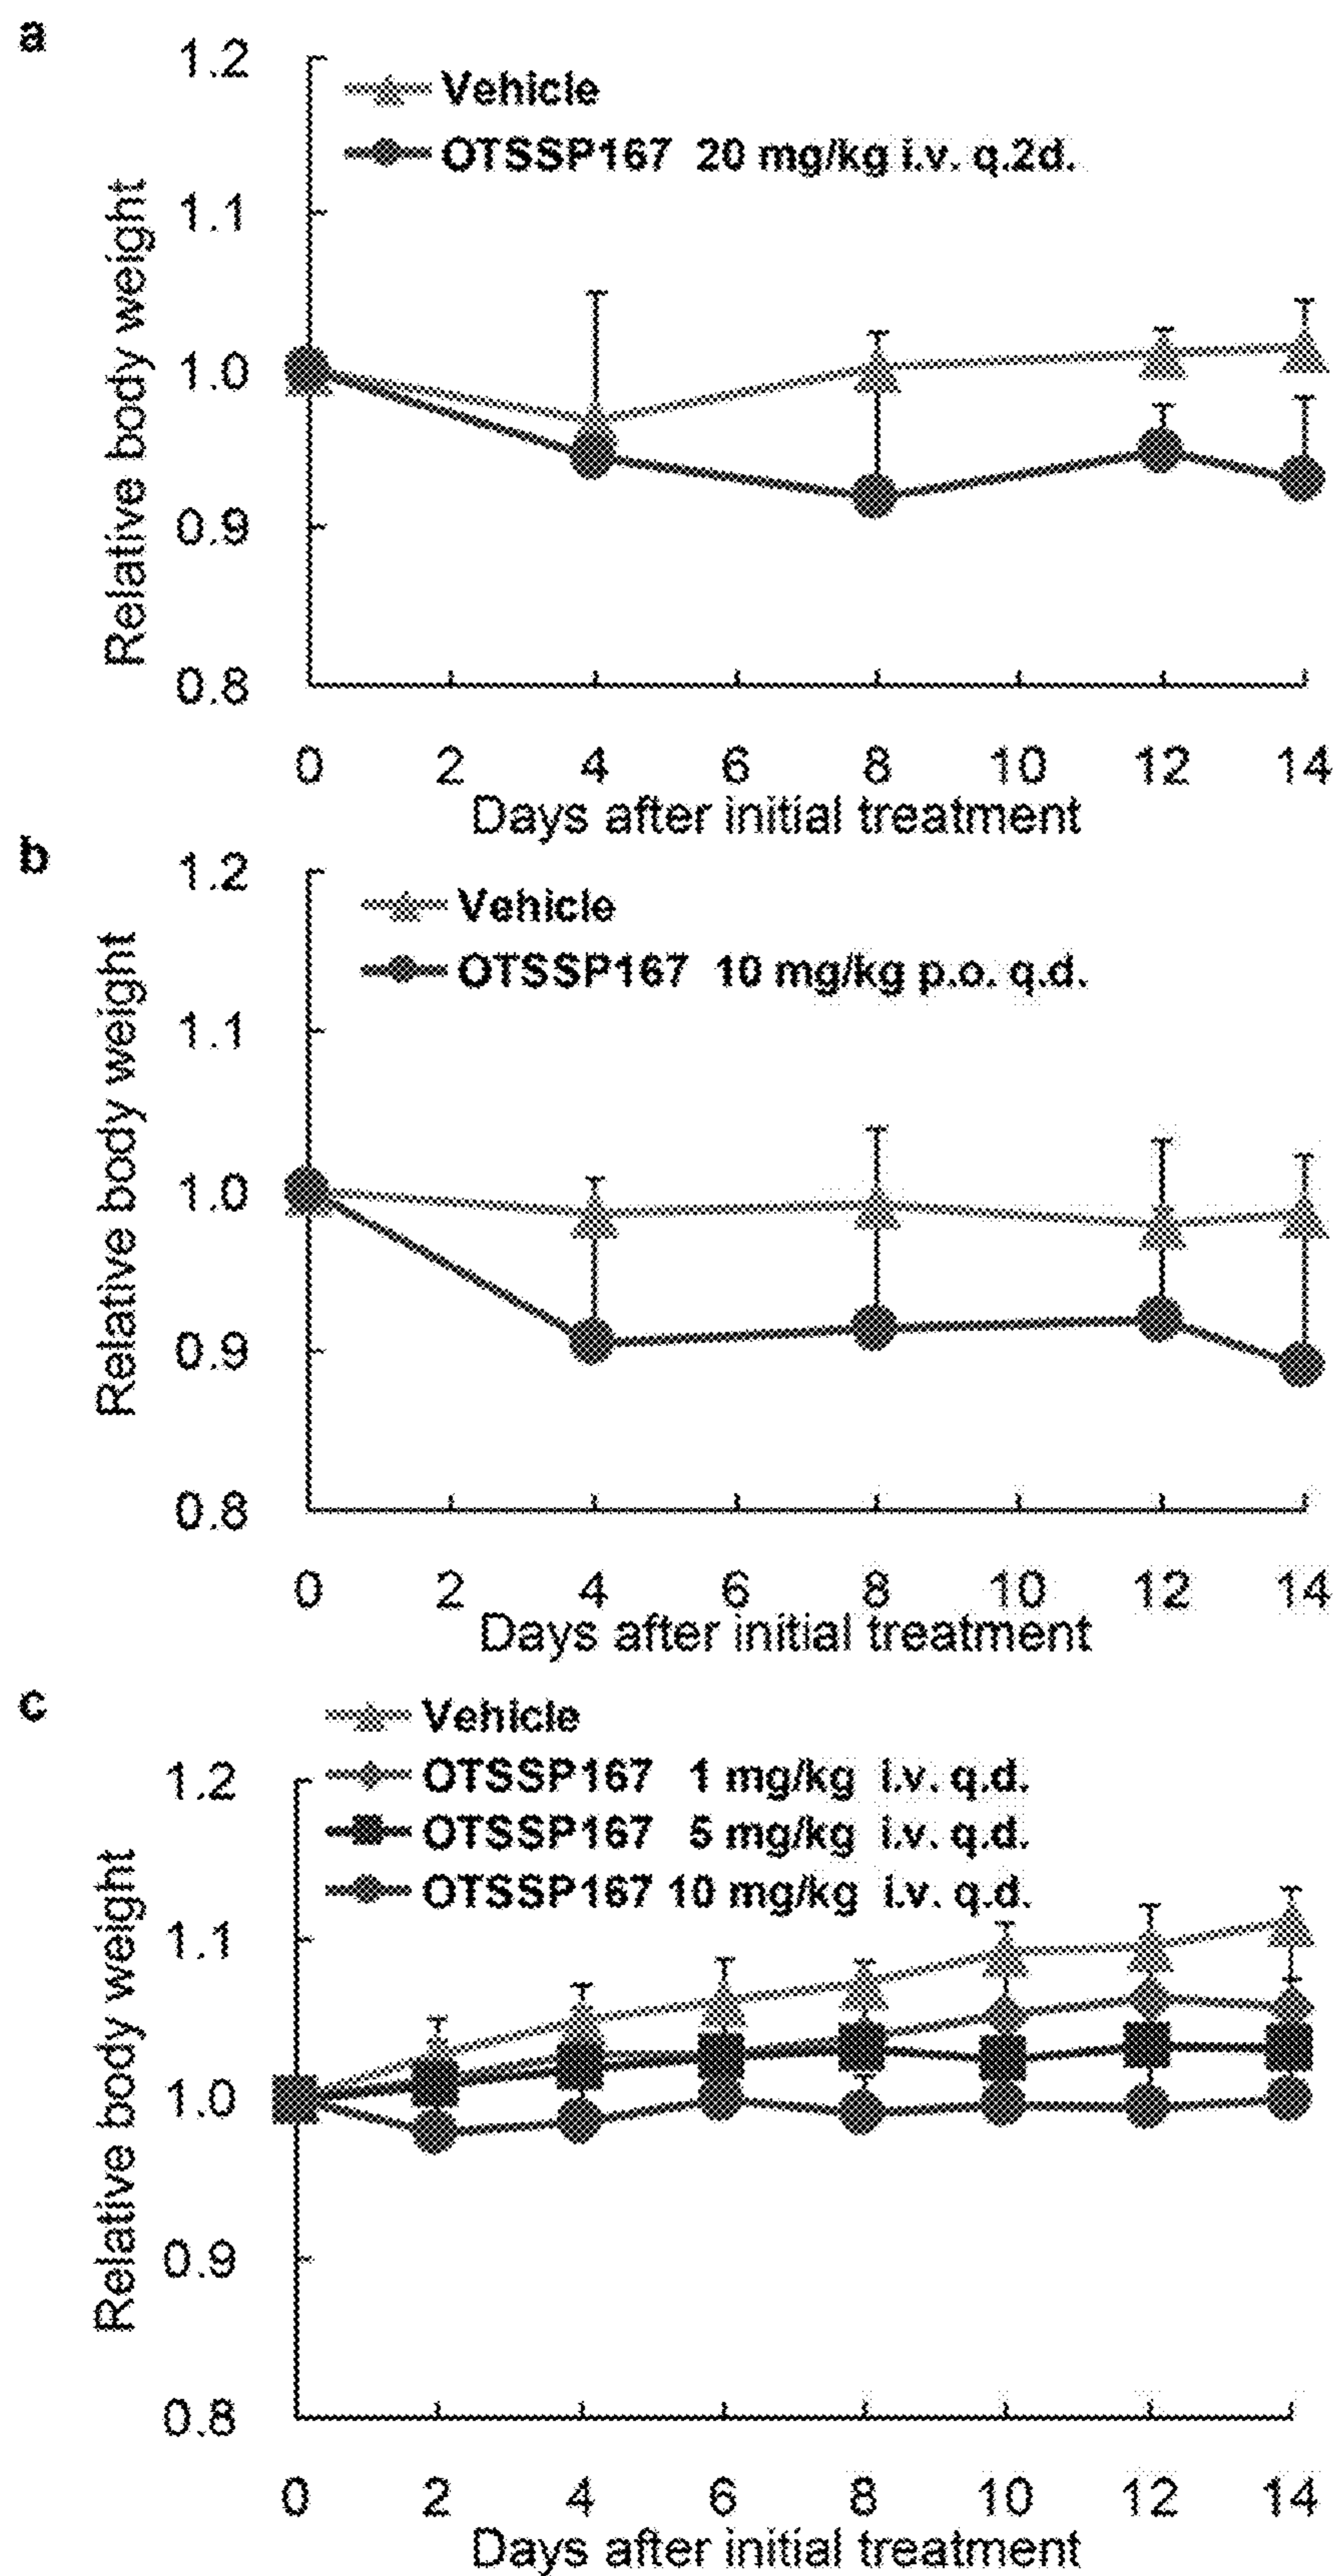 a
1.2
1.1
1.0
0.9
0.8
Relative body weight
Vehicle
OTSSP167 20 mg/kg i.v. q.2d.
0 2 4 6 8 10 12 14
Days after initial treatment
b
1.2
1.1
1.0
0.9
0.8
Relative body weight
Vehicle
OTSSP167 10 mg/kg p.o. q.d.
0 2 4 6 8 10 12 14
Days after initial treatment
c
Vehicle
OTSSP167 1 mg/kg i.v. q.d.
OTSSP167 5 mg/kg i.v. q.d.
OTSSP167 10 mg/kg i.v. q.d.
1.2
1.1
1.0
0.9
0.8
Relative body weight
0 2 4 6 8 10 12 14
Days after initial treatment